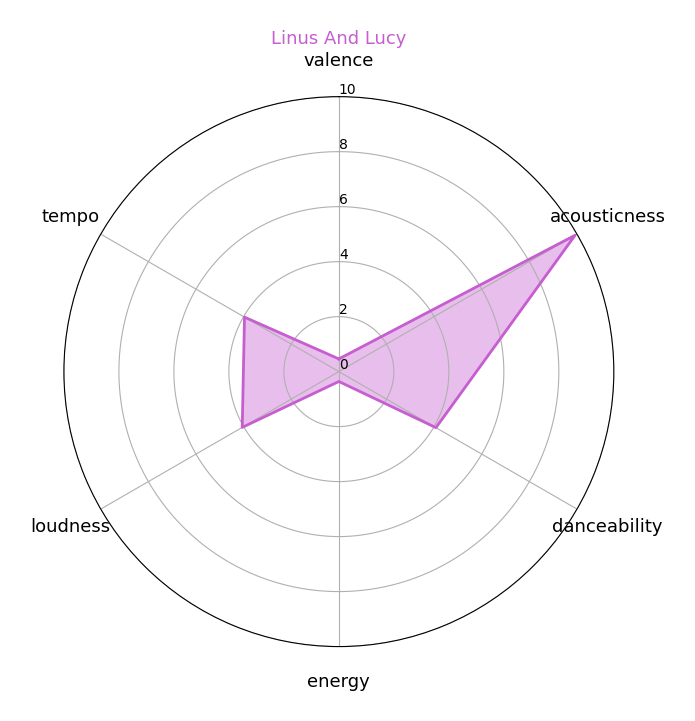 Linus And Lucy
valence
10
8
tempo
6
acousticness
4
2
0
loudness
danceability
energy